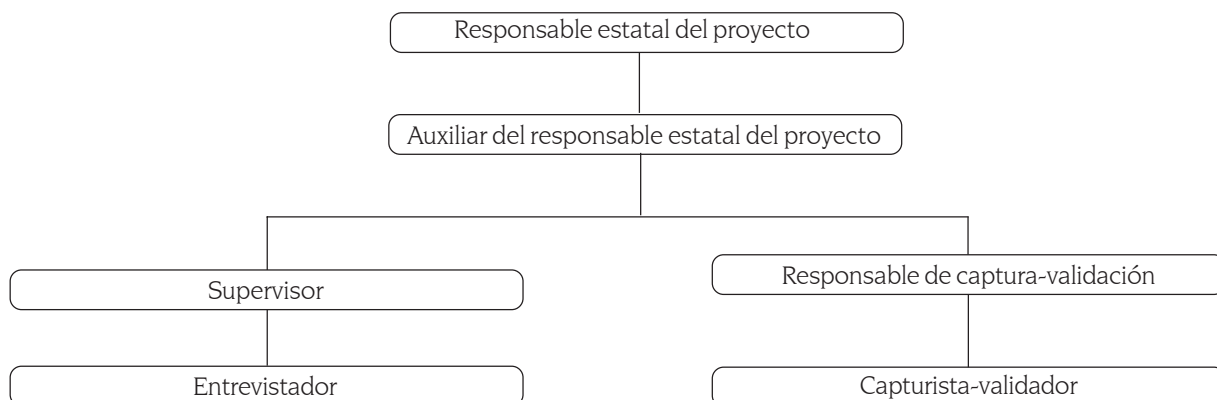 Responsable estatal del proyecto
Auxiliar del responsable estatal del proyecto
Supervisor
Responsable de captura-validación
Entrevistador
Capturista-validador